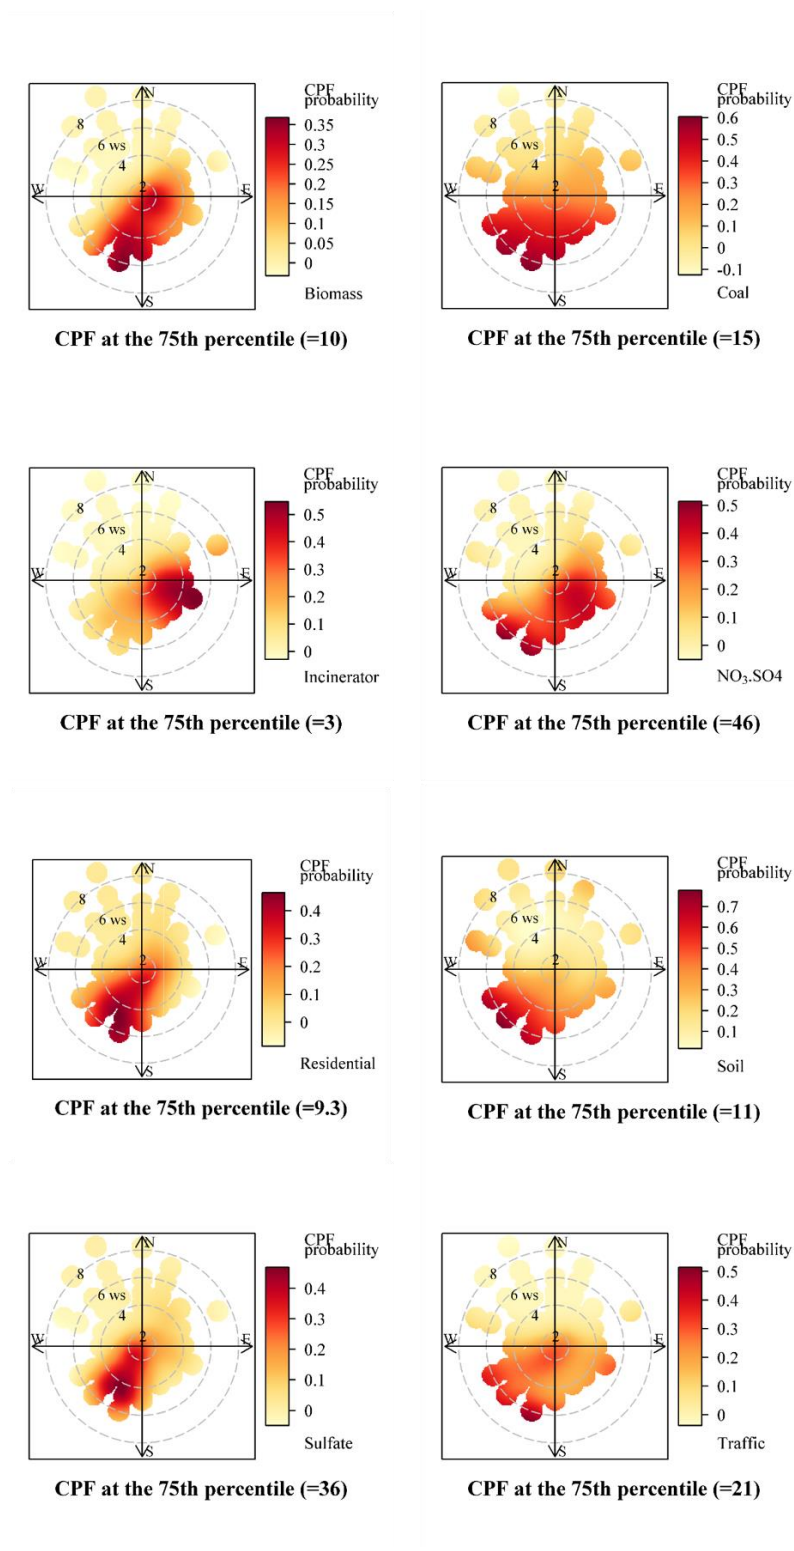 CPF
probability
N
8
6 ws
4
2
W
E
S
0.35
0.3
0.25
0.2
0.15
0.1
0.05
0
Biomass
CPF at the 75th percentile (=10)
CPF
probability
N
8
6 ws
4
2
W
E
S
0.6
0.5
0.4
0.3
0.2
0.1
0
-0.1
Coal
CPF at the 75th percentile (=15)
CPF
probability
N
8
6 ws
4
2
W
E
S
0.5
0.4
0.3
0.2
0.1
0
Incinerator
CPF at the 75th percentile (=3)
CPF
probability
N
8
6 ws
4
2
W
E
S
0.5
0.4
0.3
0.2
0.1
0
NO₃.SO4
CPF at the 75th percentile (=46)
CPF
probability
N
8
6 ws
4
2
W
E
S
0.4
0.3
0.2
0.1
0
Residential
CPF at the 75th percentile (=9.3)
CPF
probability
N
8
6 ws
4
2
W
E
S
0.7
0.6
0.5
0.4
0.3
0.2
0.1
Soil
CPF at the 75th percentile (=11)
CPF
probability
N
8
6 ws
4
2
W
E
S
0.4
0.3
0.2
0.1
0
Sulfate
CPF at the 75th percentile (=36)
CPF
probability
N
8
6 ws
4
2
W
E
S
0.5
0.4
0.3
0.2
0.1
0
Traffic
CPF at the 75th percentile (=21)